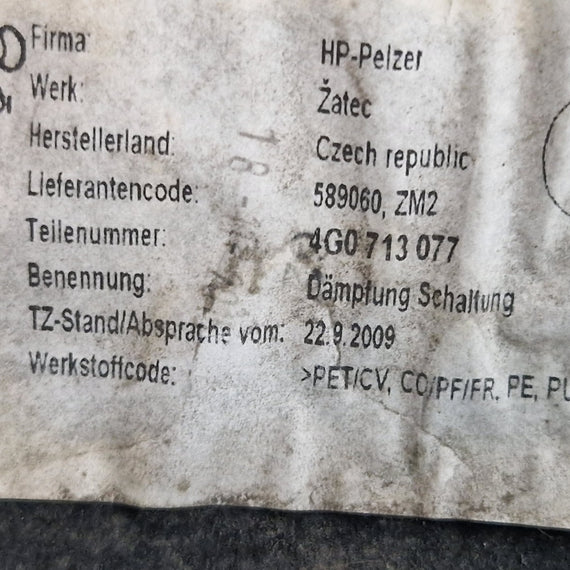 Firma: HP-Pelzer
Werk: Žatec
Herstellerland: Czech republic
Lieferantencode: 589060, ZM2
Teilenummer: 4G0 713 077
Benennung: Dämpfung Schaltung
TZ-Stand/Absprache vom: 22.9.2009
Werkstoffcode: >PET/CV, CO/PF/FR, PE, PU